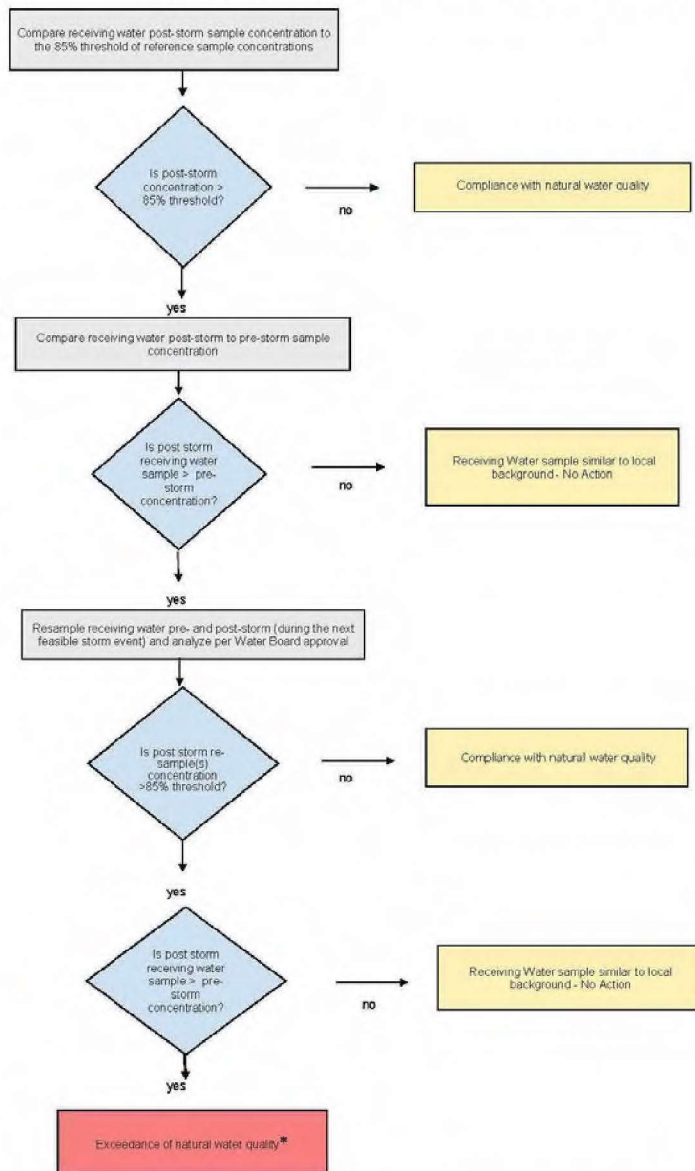 Compare receiving water post-storm sample concentration to
the 85% threshold of reference sample concentrations
Is post-storm
concentration >
85% threshold?
no
Compliance with natural water quality
yes
Compare receiving water post-storm to pre-storm sample
concentration
Is post storm
receiving water
sample > pre-
storm
concentration?
no
Receiving Water sample similar to local
background - No Action
yes
Resample receiving water pre- and post-storm (during the next
feasible storm event) and analyze per Water Board approval
Is post storm re-
sample(s)
concentration
>85% threshold?
no
Compliance with natural water quality
yes
Is post storm
receiving water
sample > pre-
storm
concentration?
no
Receiving Water sample similar to local
background - No Action
yes
Exceedance of natural water quality*